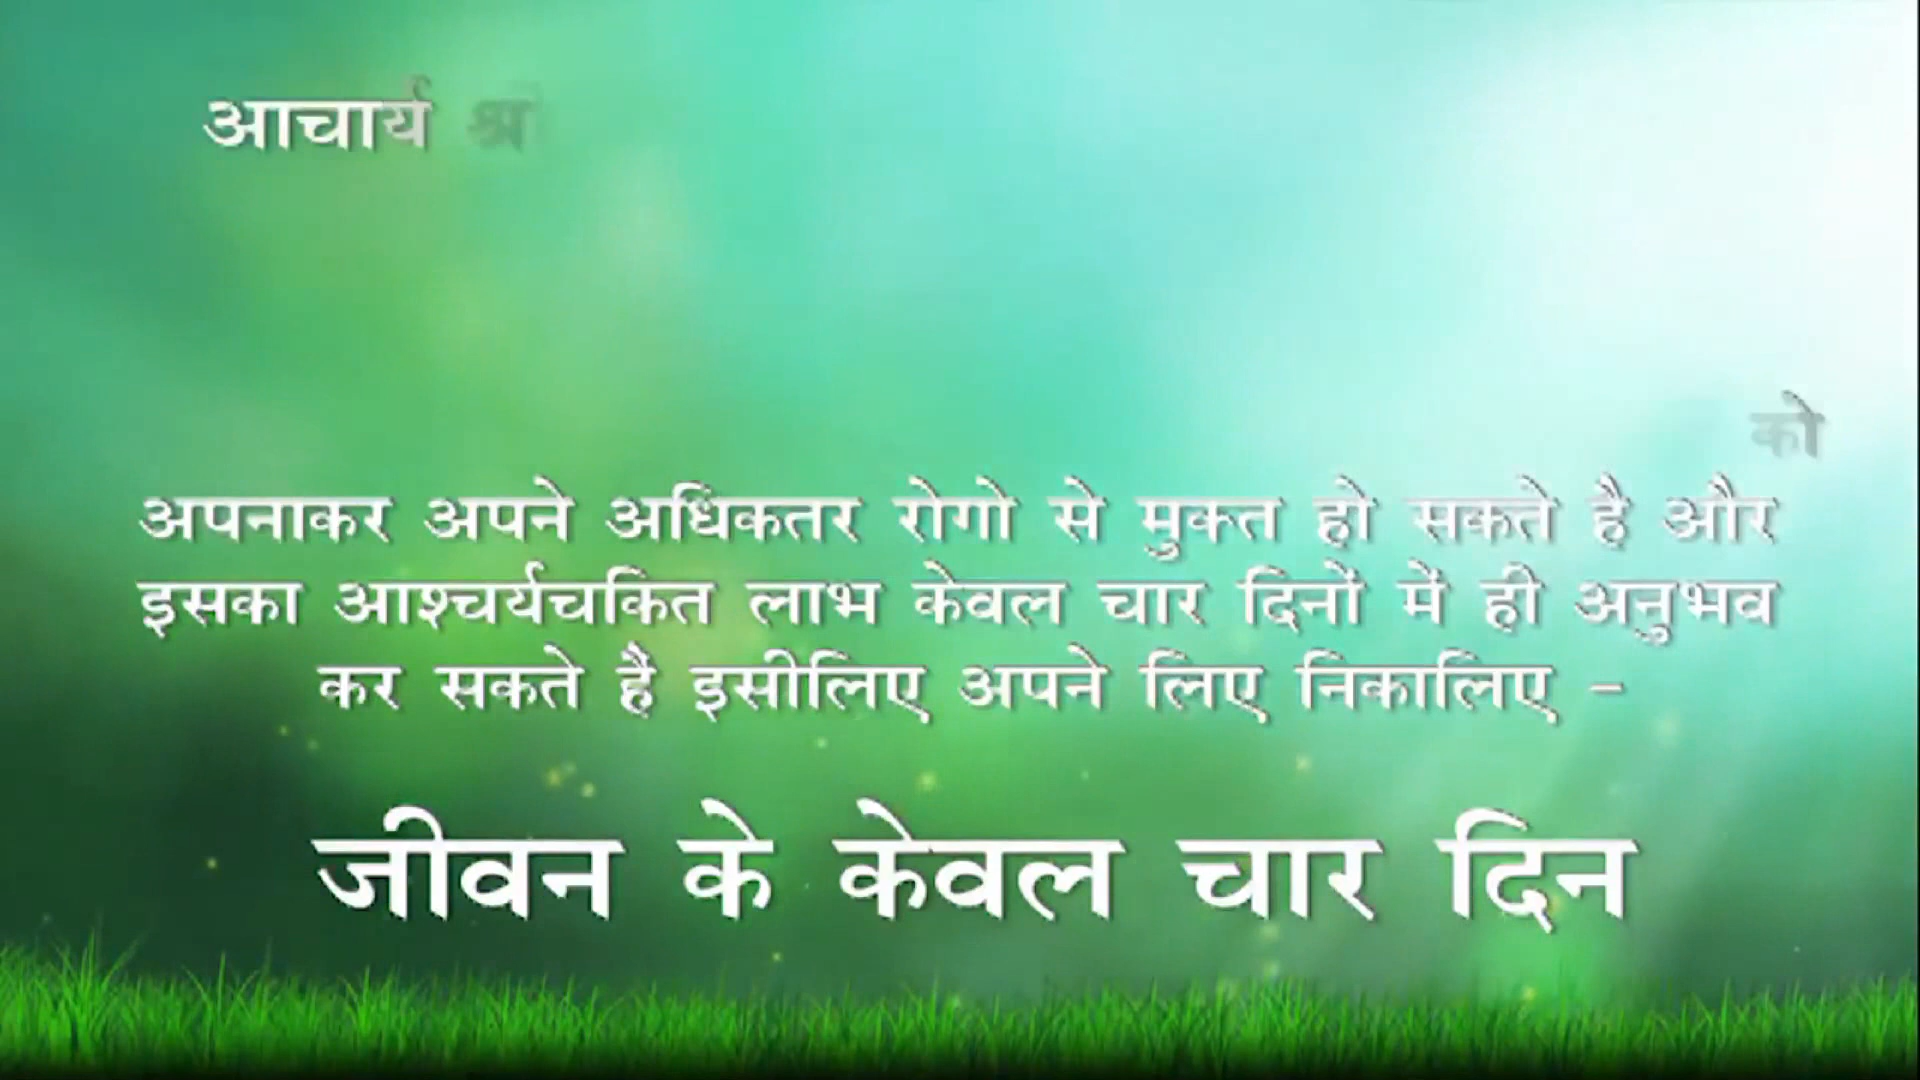 आचार्य
को
अपनाकर अपने अधिकतर रोगो से मुक्त हो सकते है और
इसका आश्चर्यचकित लाभ केवल चार दिनों में ही अनुभव
कर सकते है इसीलिए अपने लिए निकालिए -
जीवन के केवल चार दिन